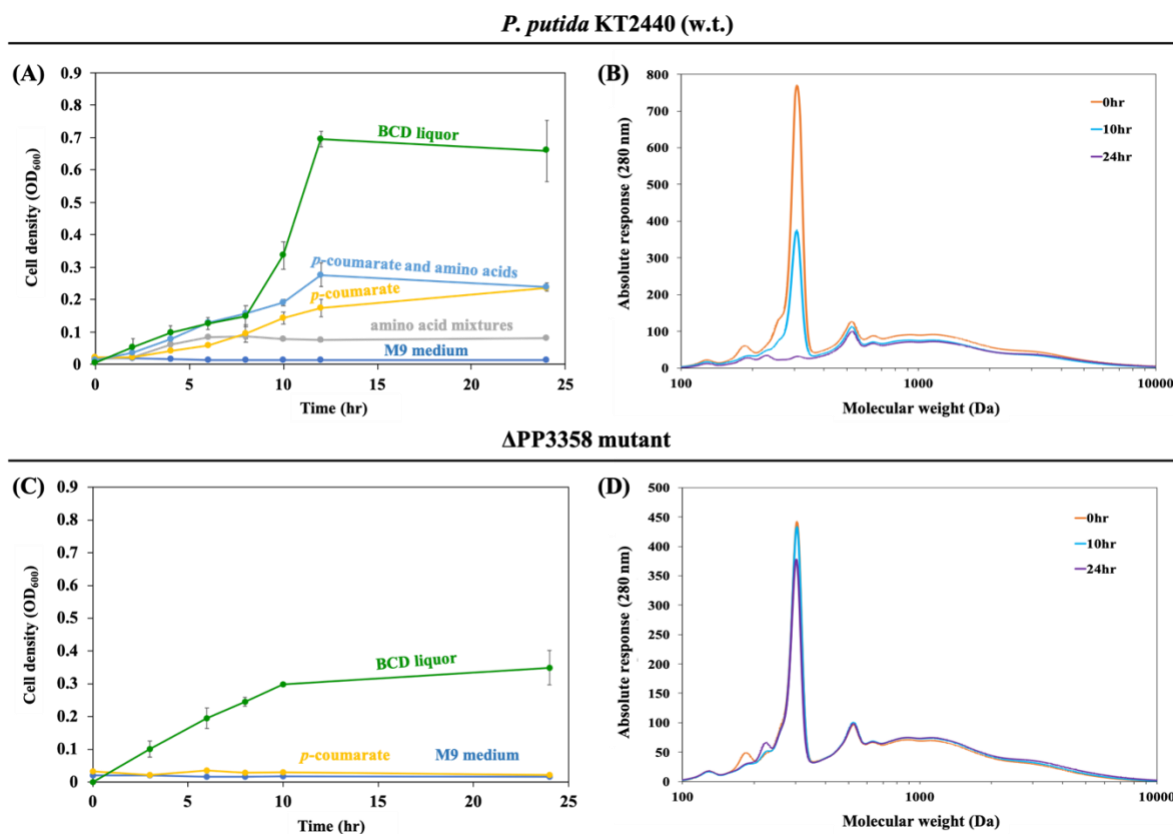 P. putida KT2440 (w.t.)
(A)
0.9
0.8
0.7
0.6
0.5
0.4
0.3
0.2
0.1
0
Cell density (OD600)
BCD liquor
p-coumarate and amino acids
p-coumarate
amino acid mixtures
M9 medium
0 5 10 15 20 25
Time (hr)
(B)
800
700
600
500
400
300
200
100
0
Absolute response (280 nm)
0hr
10hr
24hr
100 1000 10000
Molecular weight (Da)
ΔPP3358 mutant
(C)
0.9
0.8
0.7
0.6
0.5
0.4
0.3
0.2
0.1
0
Cell density (OD600)
BCD liquor
p-coumarate M9 medium
0 5 10 15 20 25
Time (hr)
(D)
500
450
400
350
300
250
200
150
100
50
0
Absolute response (280 nm)
0hr
10hr
24hr
100 1000 10000
Molecular weight (Da)